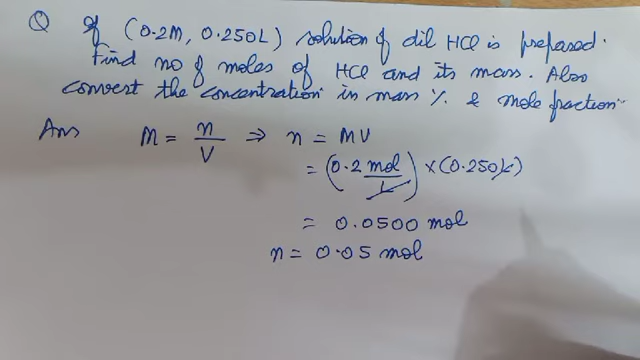 Q If (0.2M, 0.250L) solution of dil HCl is prepared.
Find no of moles of HCl and its mass. Also
convert the concentration in mass % & mole fraction.
Ans M = n/V ⇒ n = MV
= (0.2 mol/L) × (0.250L)
= 0.0500 mol
n = 0.05 mol